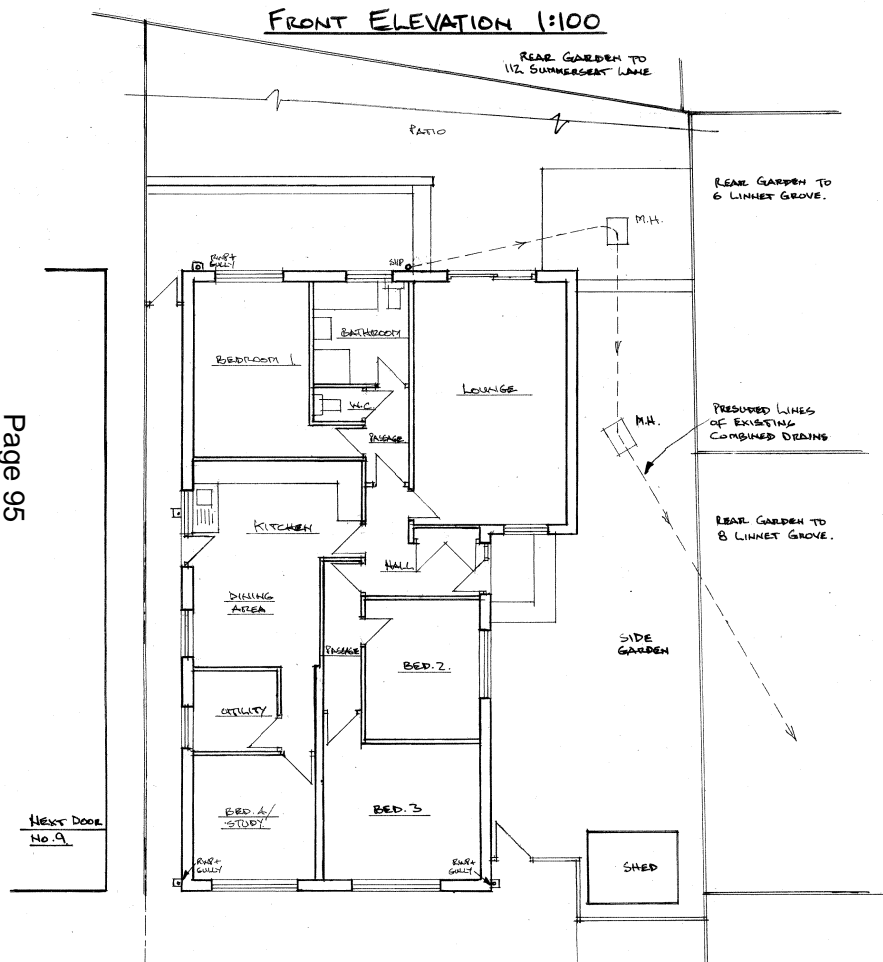 FRONT ELEVATION 1:100
REAR GARDEN TO
112 SUMMERSEAT LANE
PATIO
REAR GARDEN TO
6 LINNET GROVE.
M.H.
RWP+
GULLY
SVP
BATHROOM
BEDROOM 1
LOUNGE
W.C.
PASSAGE
M.H.
PRESUMED LINES
OF EXISTING
COMBINED DRAINS
Page 95
KITCHEN
REAR GARDEN TO
8 LINNET GROVE.
HALL
DINING
AREA
SIDE
GARDEN
PASSAGE
BED.2.
UTILITY
BED.4/
STUDY
BED.3
NEXT DOOR
No.9.
RWP+
GULLY
RWP+
GULLY
SHED